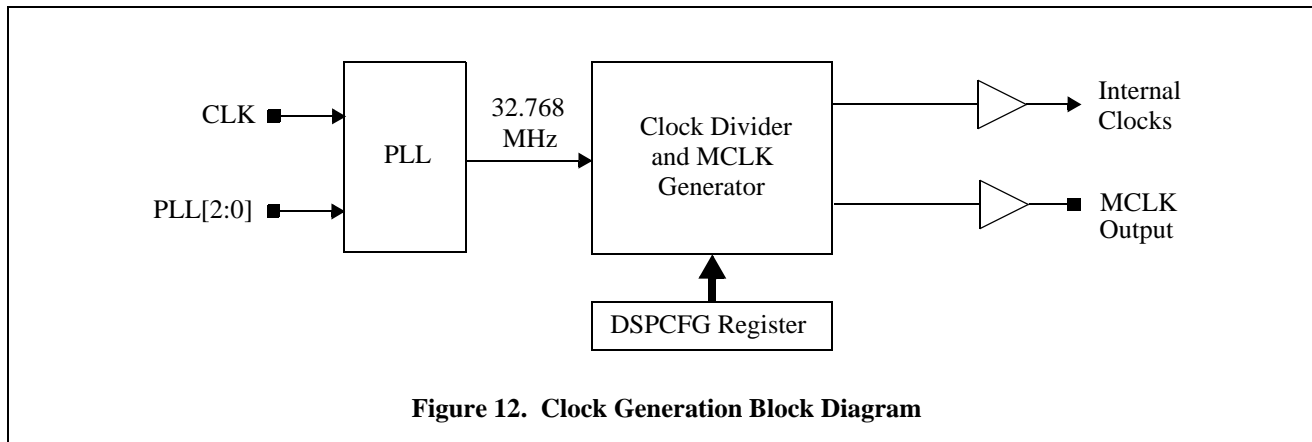 CLK
PLL[2:0]
PLL
32.768
MHz
Clock Divider
and MCLK
Generator
DSPCFG Register
Internal
Clocks
MCLK
Output
Figure 12. Clock Generation Block Diagram